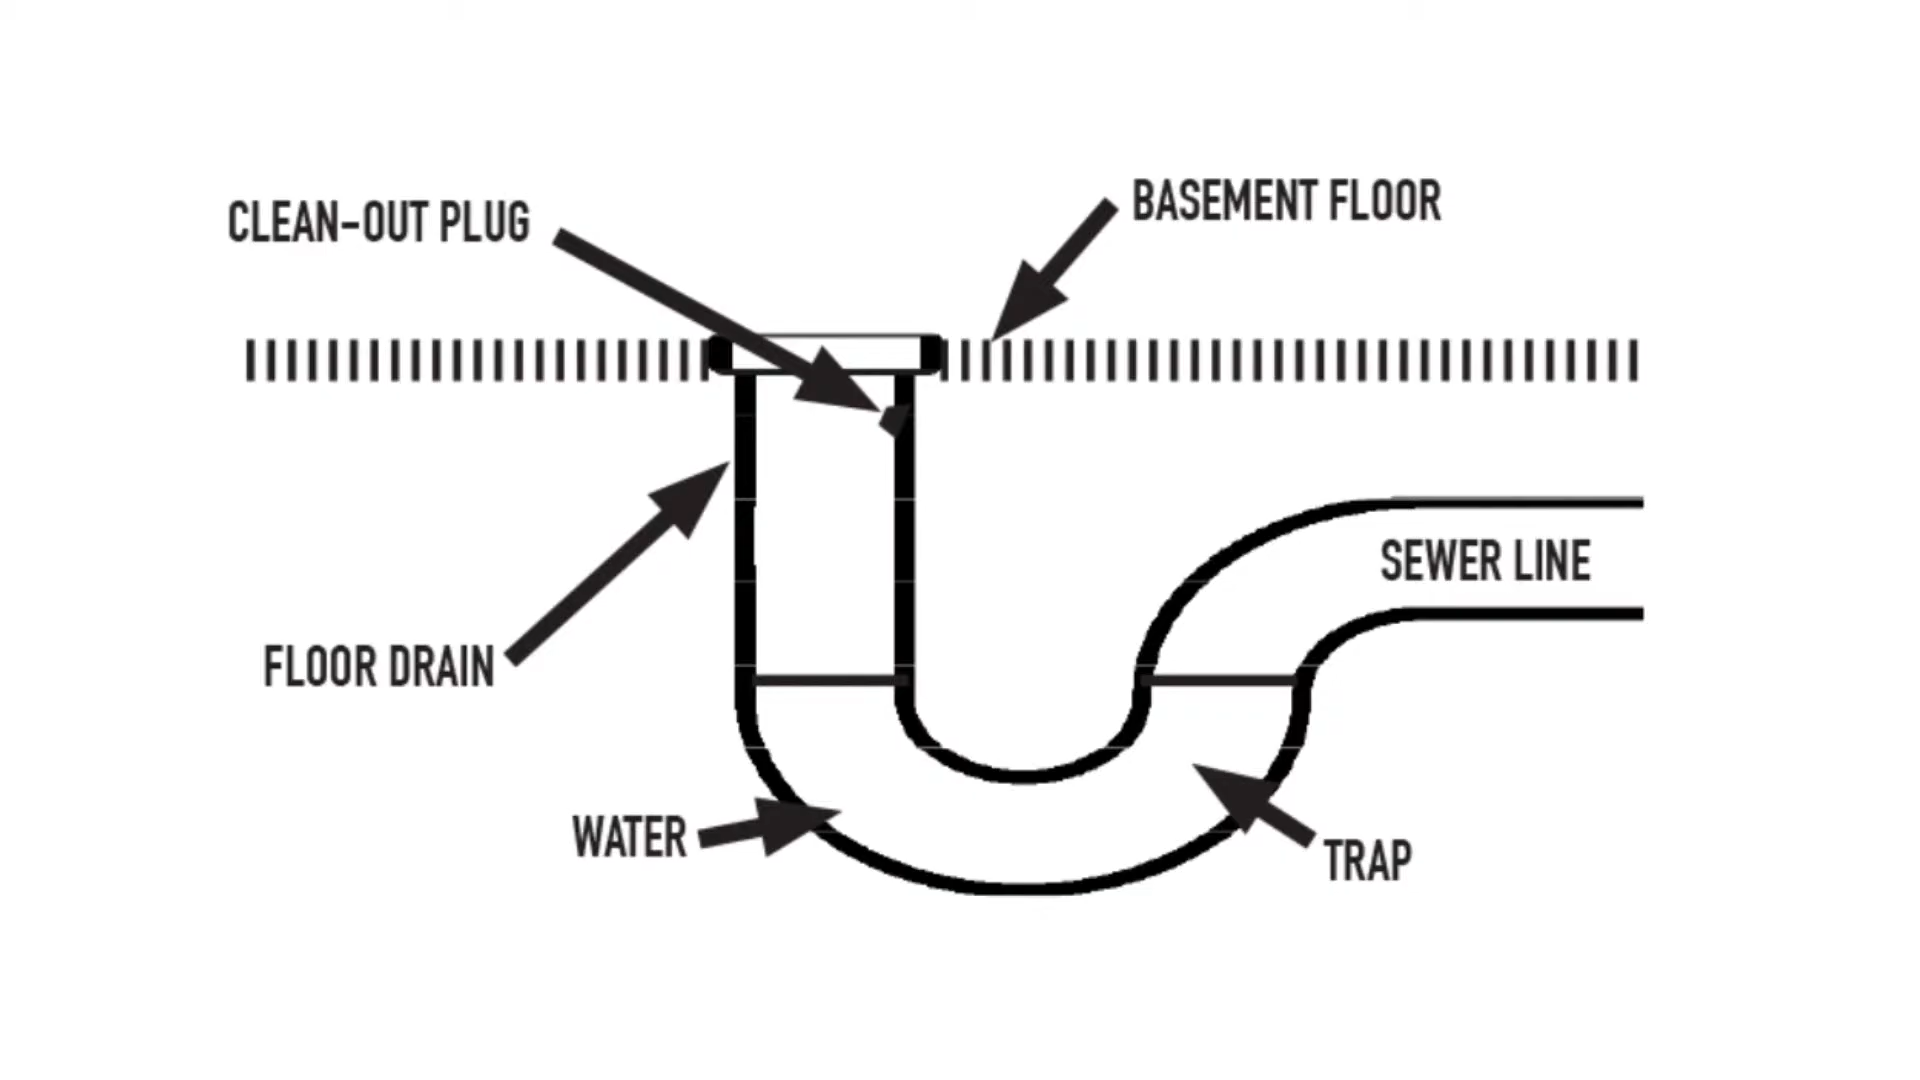 BASEMENT FLOOR
CLEAN-OUT PLUG
SEWER LINE
FLOOR DRAIN
WATER
TRAP